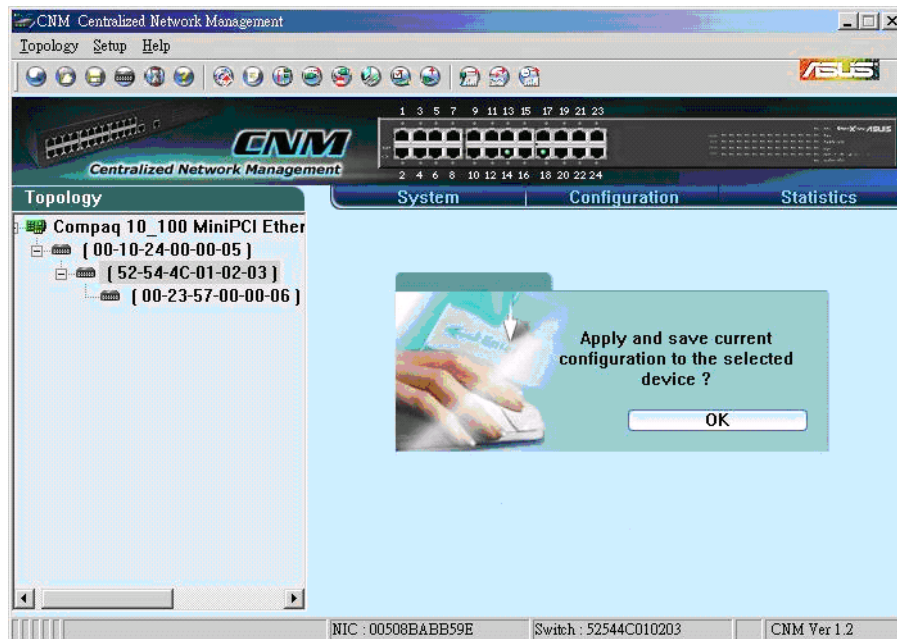 CNM Centralized Network Management
Topology Setup Help
ASUS
1 3 5 7 9 11 13 15 17 19 21 23
CNM
Centralized Network Management
2 4 6 8 10 12 14 16 18 20 22 24
Topology
System
Configuration
Statistics
Compaq 10_100 MiniPCI Ether
( 00-10-24-00-00-05 )
( 52-54-4C-01-02-03 )
( 00-23-57-00-00-06 )
Apply and save current
configuration to the selected
device ?
OK
NIC : 00508BABB59E
Switch : 52544C010203
CNM Ver 1.2